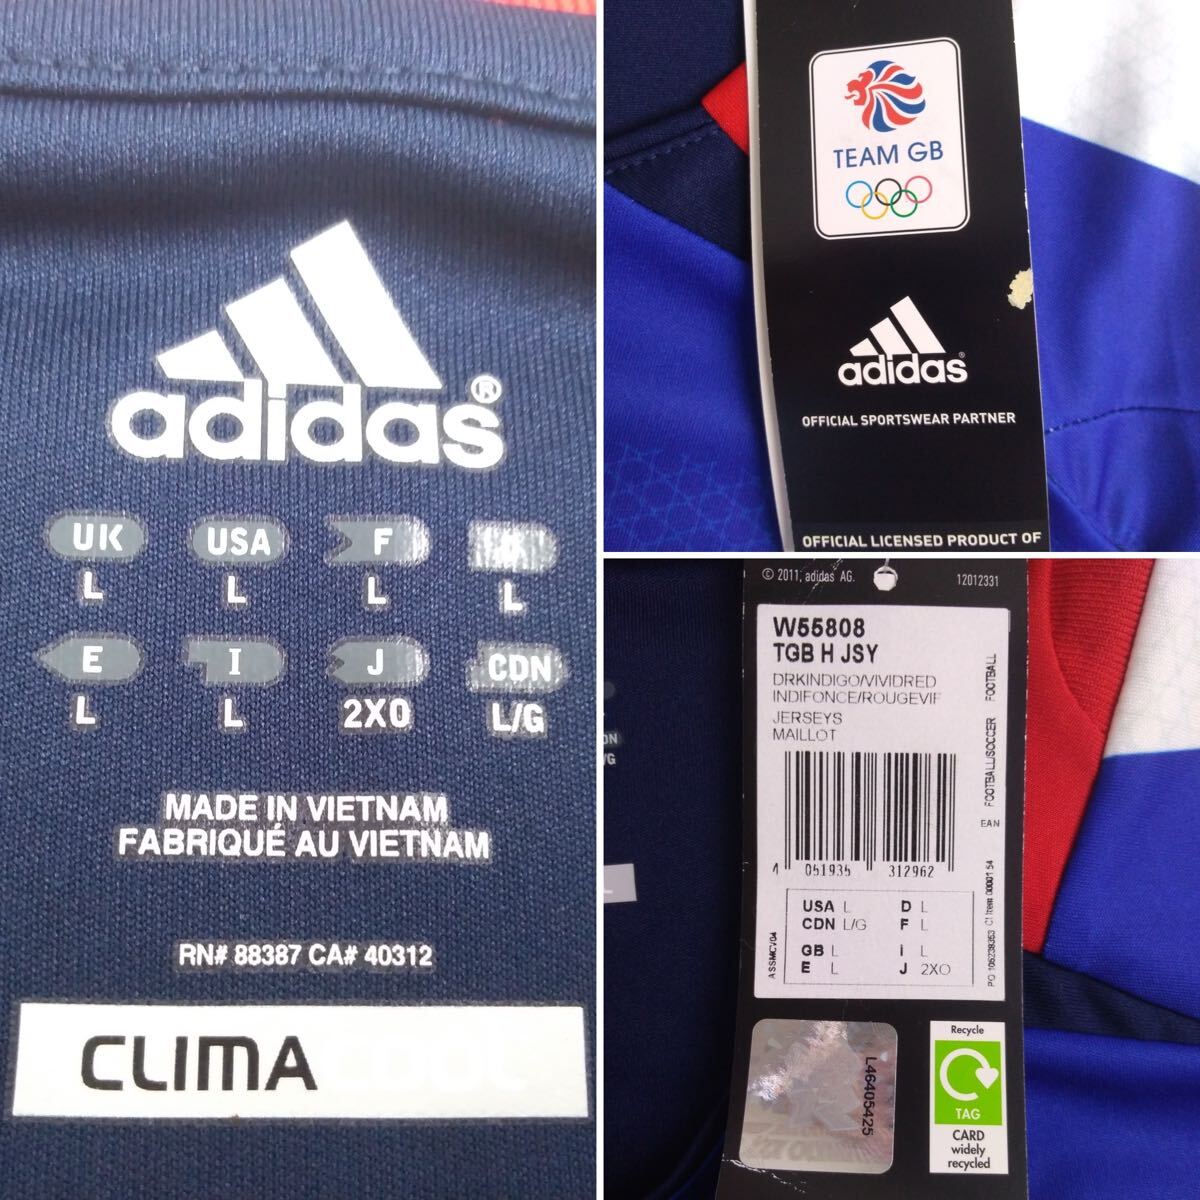 adidas®
UK USA F
L L L L
E I J CDN
L L 2XO L/G
MADE IN VIETNAM
FABRIQUÉ AU VIETNAM
RN# 88387 CA# 40312
CLIMACOOL
TEAM GB
adidas®
OFFICIAL SPORTSWEAR PARTNER
OFFICIAL LICENSED PRODUCT OF
© 2011, adidas AG. 12012331
W55808
TGB H JSY
DRKINDIGO/VIVIDRED
INDIFONCE/ROUGEVIF
JERSEYS
MAILLOT
4 051935 312962
USA L D L
CDN L/G F L
GB L I L
E L J 2XO
ASSMCV04
EAN FOOTBALL/SOCCER FOOTBALL
L46405425
Recycle
TAG
CARD
widely
recycled